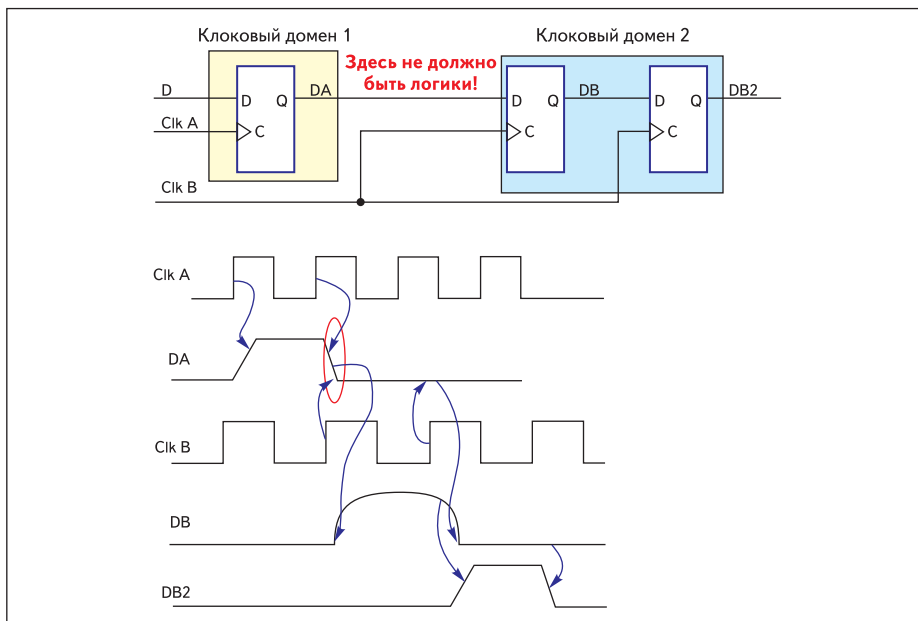 Клоковый домен 1
Клоковый домен 2
Здесь не должно
быть логики!
D
D
Q
DA
D
Q
DB
D
Q
DB2
Clk A
C
C
C
Clk B
Clk A
DA
Clk B
DB
DB2